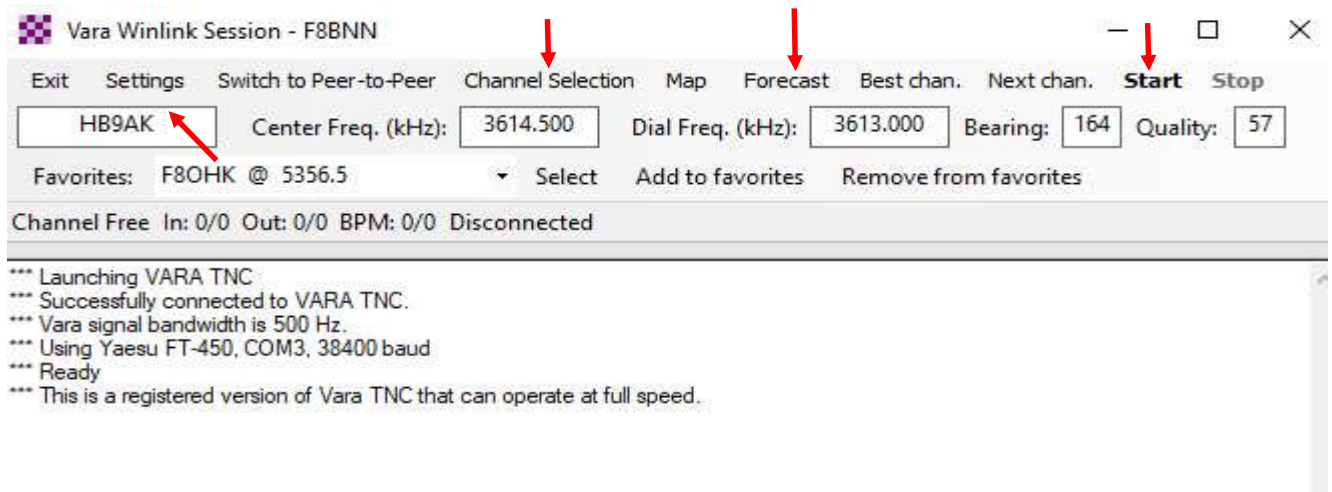 Vara Winlink Session - F8BNN
Exit Settings Switch to Peer-to-Peer Channel Selection Map Forecast Best chan. Next chan. Start Stop
HB9AK Center Freq. (kHz): 3614.500 Dial Freq. (kHz): 3613.000 Bearing: 164 Quality: 57
Favorites: F8OHK @ 5356.5 Select Add to favorites Remove from favorites
Channel Free In: 0/0 Out: 0/0 BPM: 0/0 Disconnected
*** Launching VARA TNC
*** Successfully connected to VARA TNC.
*** Vara signal bandwidth is 500 Hz.
*** Using Yaesu FT-450, COM3, 38400 baud
*** Ready
*** This is a registered version of Vara TNC that can operate at full speed.